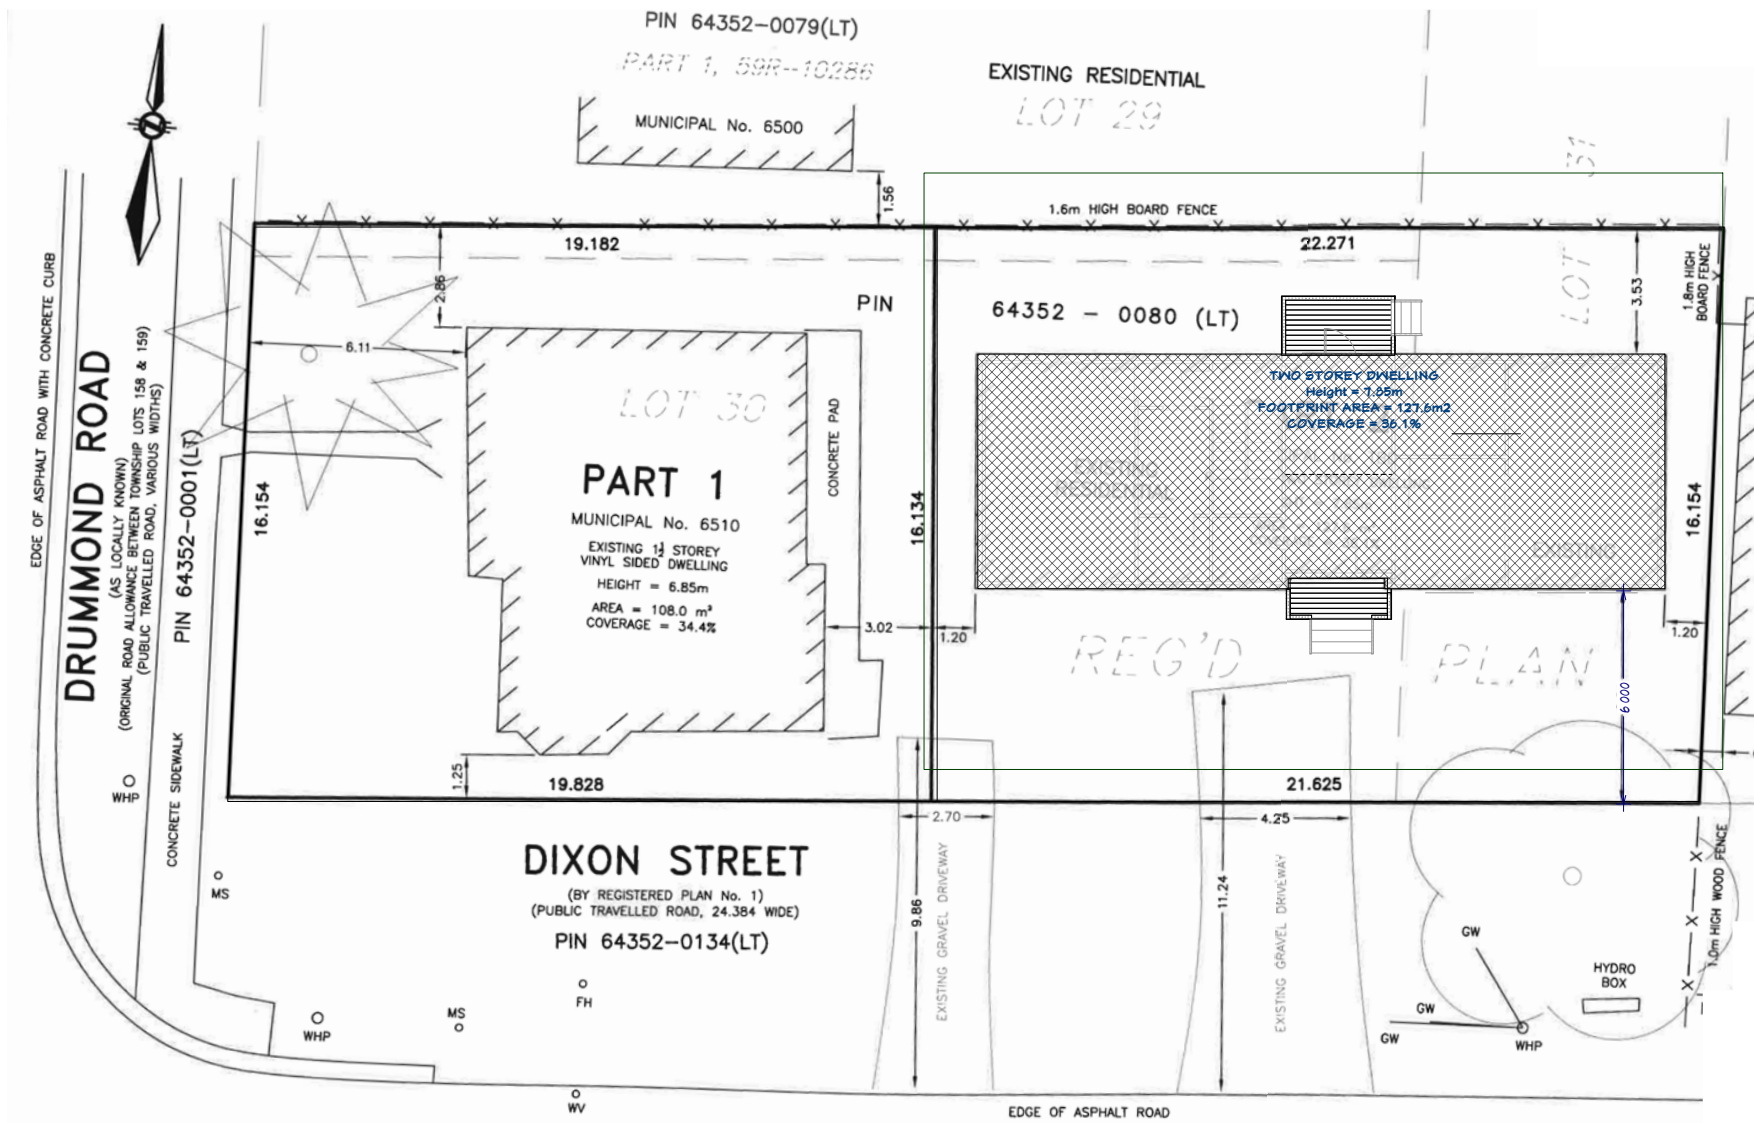 PIN 64352-0079(LT)
PART 1, 59R-10286
EXISTING RESIDENTIAL
LOT 29
MUNICIPAL No. 6500
1.56
LOT 31
1.6m HIGH BOARD FENCE
19.182
22.271
2.86
3.53
1.8m HIGH
BOARD FENCE
PIN
64352 - 0080 (LT)
6.11
LOT 30
CONCRETE PAD
TWO STOREY DWELLING
Height = 7.85m
FOOTPRINT AREA = 127.6m2
COVERAGE = 36.1%
EXISTING
RESIDENTIAL
EXISTING
PART 1
MUNICIPAL No. 6510
EXISTING 1½ STOREY
VINYL SIDED DWELLING
HEIGHT = 6.85m
AREA = 108.0 m²
COVERAGE = 34.4%
16.154
16.134
16.154
3.02
1.20
1.20
REG'D PLAN
6 000
1.25
19.828
21.625
2.70
4.25
EDGE OF ASPHALT ROAD WITH CONCRETE CURB
DRUMMOND ROAD
(AS LOCALLY KNOWN)
(ORIGINAL ROAD ALLOWANCE BETWEEN TOWNSHIP LOTS 158 & 159)
(PUBLIC TRAVELLED ROAD, VARIOUS WIDTHS)
PIN 64352-0001(LT)
CONCRETE SIDEWALK
WHP
MS
DIXON STREET
(BY REGISTERED PLAN No. 1)
(PUBLIC TRAVELLED ROAD, 24.384 WIDE)
PIN 64352-0134(LT)
9.86
EXISTING GRAVEL DRIVEWAY
11.24
EXISTING GRAVEL DRIVEWAY
1.0m HIGH WOOD FENCE
GW
HYDRO
BOX
GW
GW
WHP
FH
MS
WHP
WV
EDGE OF ASPHALT ROAD